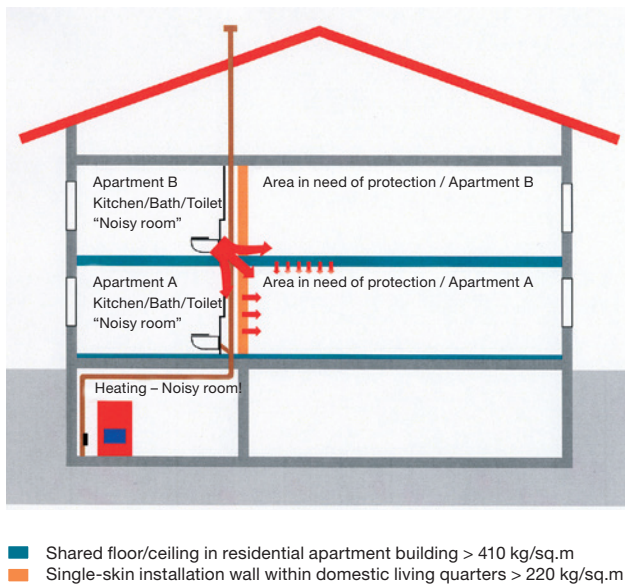 Apartment B
Kitchen/Bath/Toilet
“Noisy room”
Area in need of protection / Apartment B
Apartment A
Kitchen/Bath/Toilet
“Noisy room”
Area in need of protection / Apartment A
Heating – Noisy room!
Shared floor/ceiling in residential apartment building > 410 kg/sq.m
Single-skin installation wall within domestic living quarters > 220 kg/sq.m